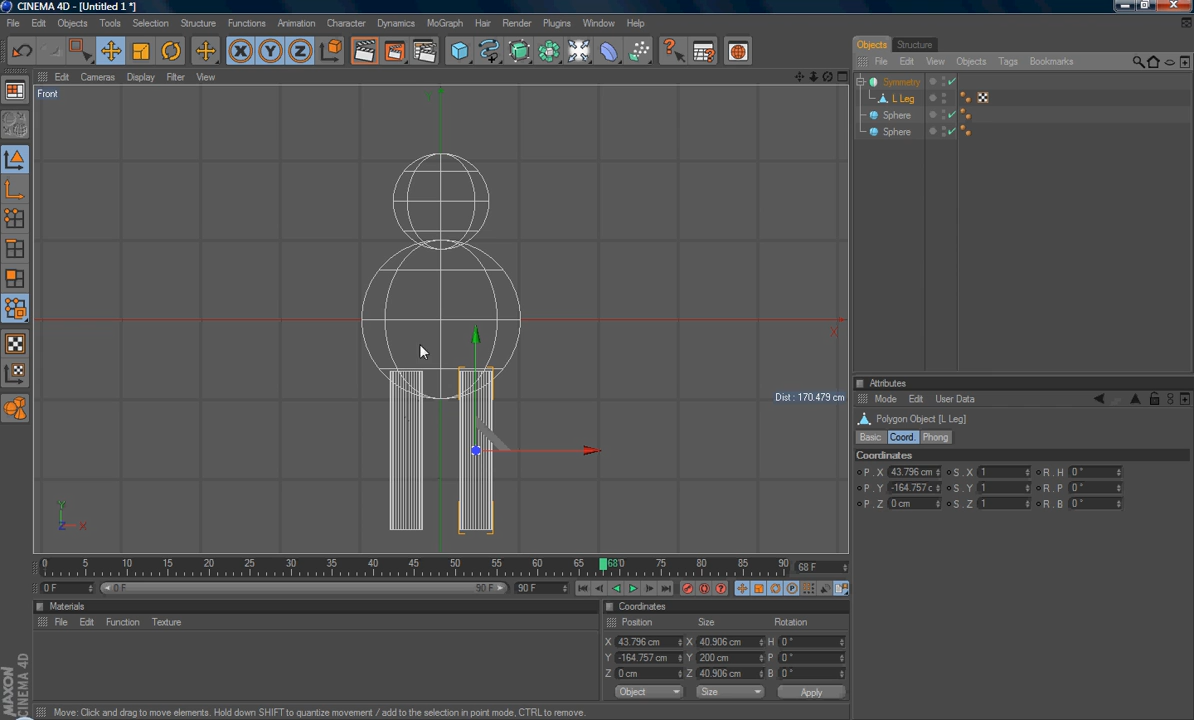 CINEMA 4D - [Untitled 1 *]
File Edit Objects Tools Selection Structure Functions Animation Character Dynamics MoGraph Hair Render Plugins Window Help
X Y Z
Objects Structure
File Edit View Objects Tags Bookmarks
Edit Cameras Display Filter View
Symmetry
L Leg
Sphere
Sphere
Front
Y
X
Dist : 170.479 cm
Y
Z X
Attributes
Mode Edit User Data
Polygon Object [L Leg]
Basic Coord. Phong
Coordinates
P . X 43.796 cm S . X 1 R . H 0 °
P . Y -164.757 c S . Y 1 R . P 0 °
P . Z 0 cm S . Z 1 R . B 0 °
0 5 10 15 20 25 30 35 40 45 50 55 60 65 68 0 75 80 85 90 68 F
0 F 0 F 90 F 90 F
Materials
File Edit Function Texture
Coordinates
Position Size Rotation
X 43.796 cm X 40.906 cm H 0 °
Y -164.757 cm Y 200 cm P 0 °
Z 0 cm Z 40.906 cm B 0 °
Object Size Apply
MAXON
CINEMA 4D
Move: Click and drag to move elements. Hold down SHIFT to quantize movement / add to the selection in point mode, CTRL to remove.